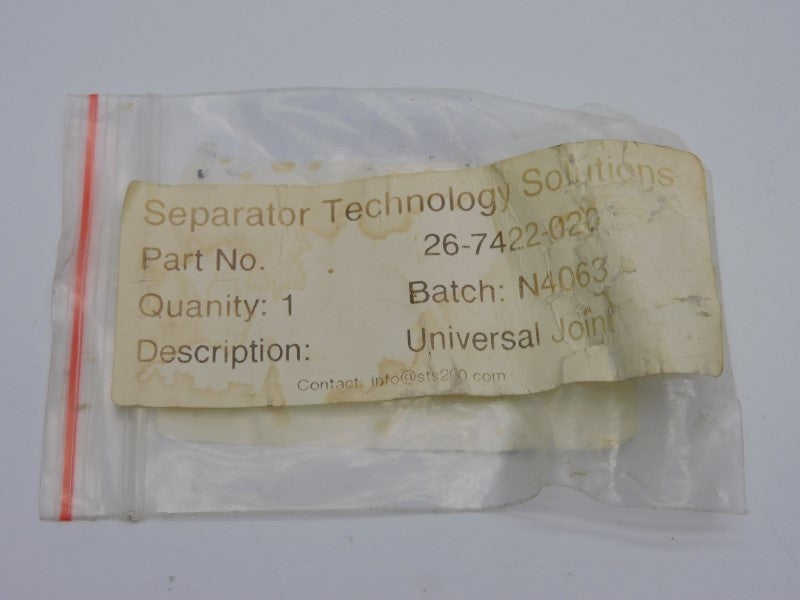 Separator Technology Solutions
Part No. 26-7422-020
Quanity: 1 Batch: N4063
Description: Universal Joint
Contact: info@sts200.com